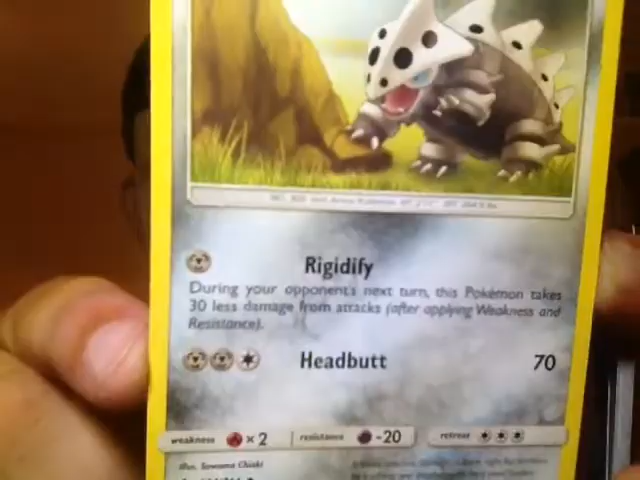 Rigidify
During your opponent's next turn, this Pokémon takes
30 less damage from attacks (after applying Weakness and
Resistance).
Headbutt 70
weakness × 2 resistance -20 retreat
Illus. Sawamu Chiaki